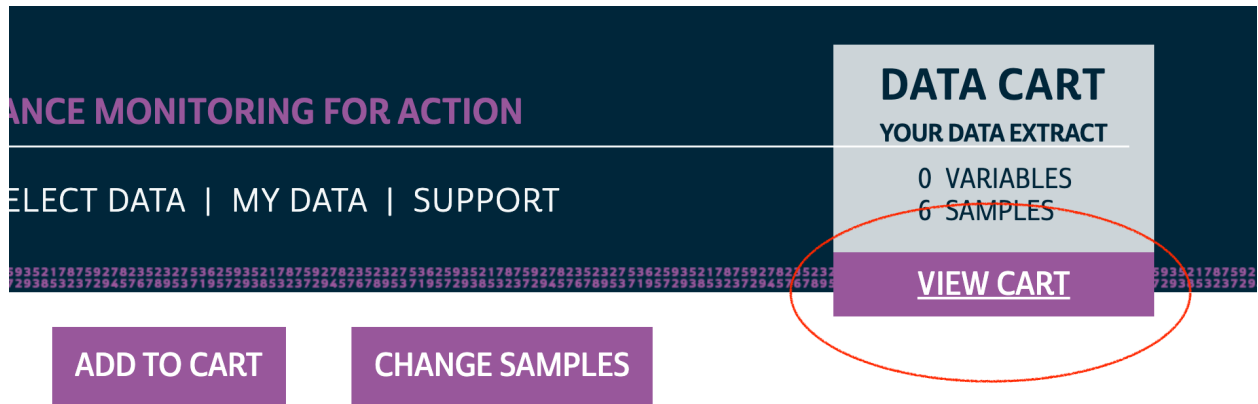 ANCE MONITORING FOR ACTION
ELECT DATA | MY DATA | SUPPORT
DATA CART
YOUR DATA EXTRACT
0 VARIABLES
6 SAMPLES
VIEW CART
ADD TO CART
CHANGE SAMPLES